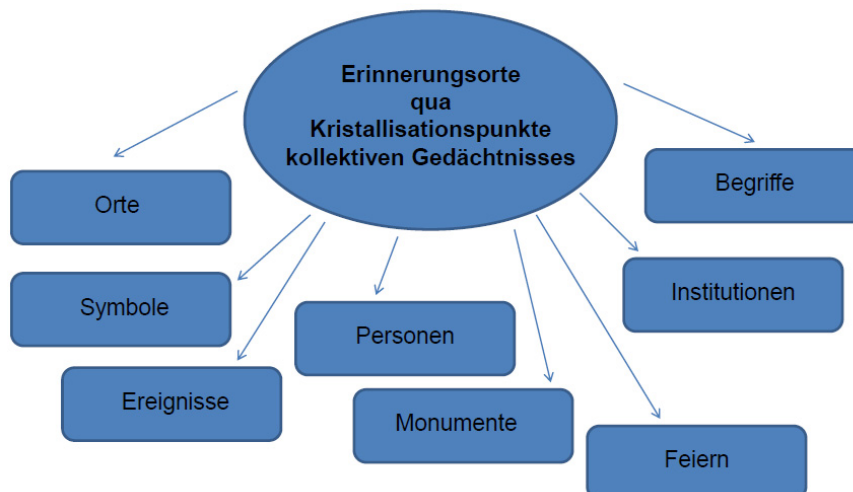 Erinnerungsorte
qua
Kristallisationspunkte
kollektiven Gedächtnisses
Orte
Begriffe
Symbole
Institutionen
Personen
Ereignisse
Monumente
Feiern